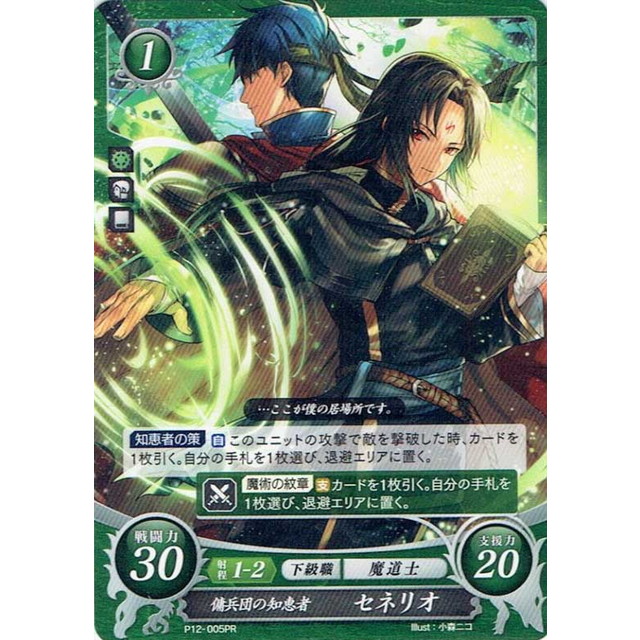 1
…ここが僕の居場所です。
知恵者の策 自 このユニットの攻撃で敵を撃破した時、カードを
1枚引く。自分の手札を1枚選び、退避エリアに置く。
魔術の紋章 支 カードを1枚引く。自分の手札を
1枚選び、退避エリアに置く。
戦闘力
30
射程 1-2 下級職 魔道士
支援力
20
傭兵団の知恵者 セネリオ
P12-005PR
Illust:小森ニコ